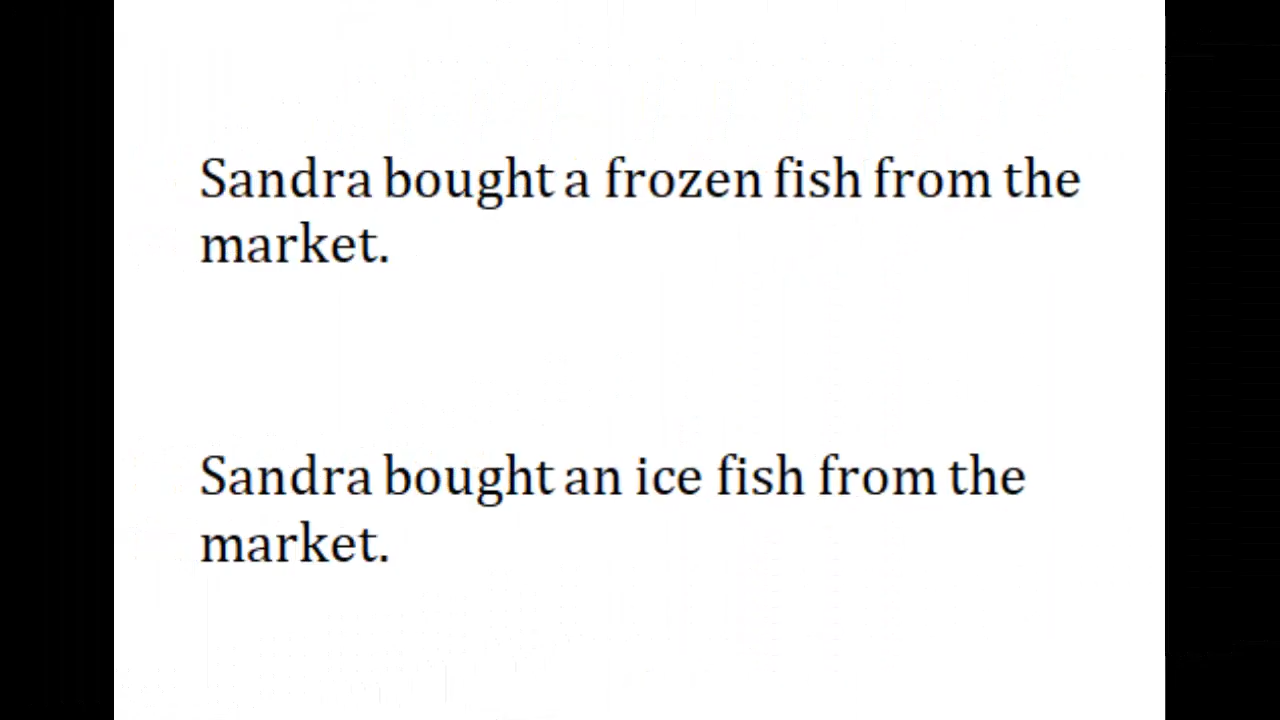 Sandra bought a frozen fish from the
market.
Sandra bought an ice fish from the
market.